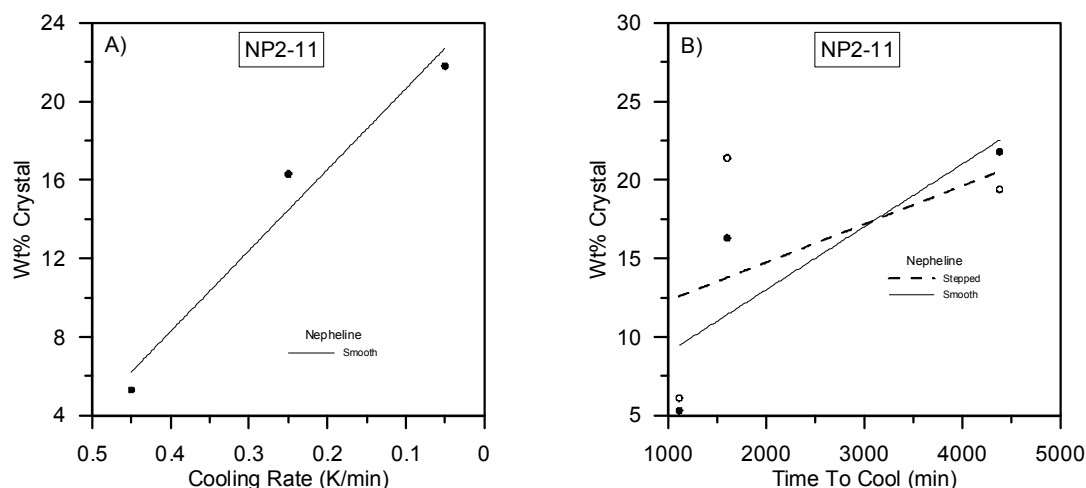 A)
NP2-11
24
20
16
12
8
4
Wt% Crystal
Nepheline
Smooth
0.5 0.4 0.3 0.2 0.1 0
Cooling Rate (K/min)
B)
NP2-11
30
25
20
15
10
5
Wt% Crystal
Nepheline
Stepped
Smooth
1000 2000 3000 4000 5000
Time To Cool (min)